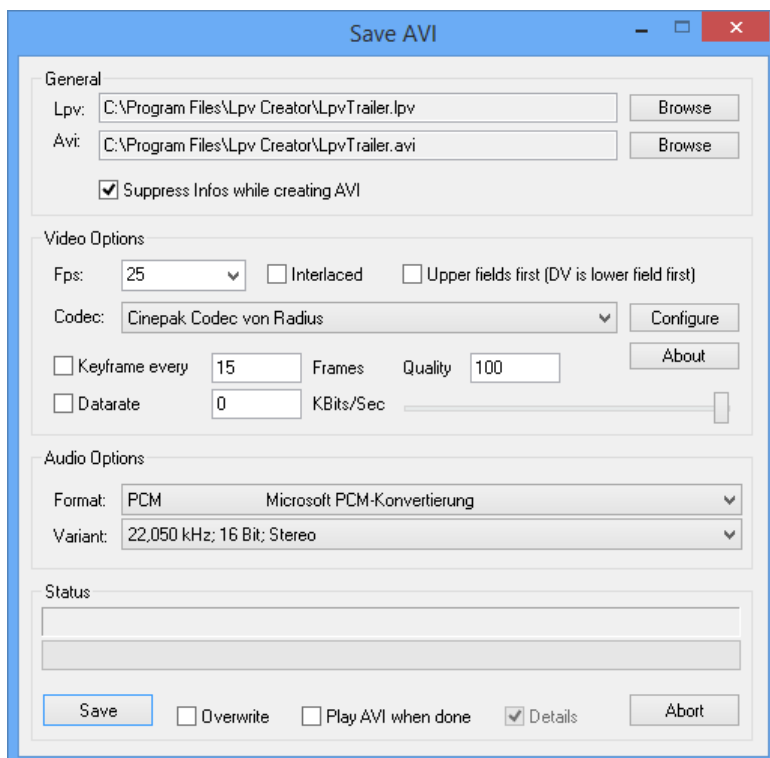 Save AVI
General
Lpv: C:\Program Files\Lpv Creator\LpvTrailer.lpv Browse
Avi: C:\Program Files\Lpv Creator\LpvTrailer.avi Browse
Suppress Infos while creating AVI
Video Options
Fps: 25 Interlaced Upper fields first (DV is lower field first)
Codec: Cinepak Codec von Radius Configure
About
Keyframe every 15 Frames Quality 100
Datarate 0 KBits/Sec
Audio Options
Format: PCM Microsoft PCM-Konvertierung
Variant: 22,050 kHz; 16 Bit; Stereo
Status
Save Overwrite Play AVI when done Details Abort